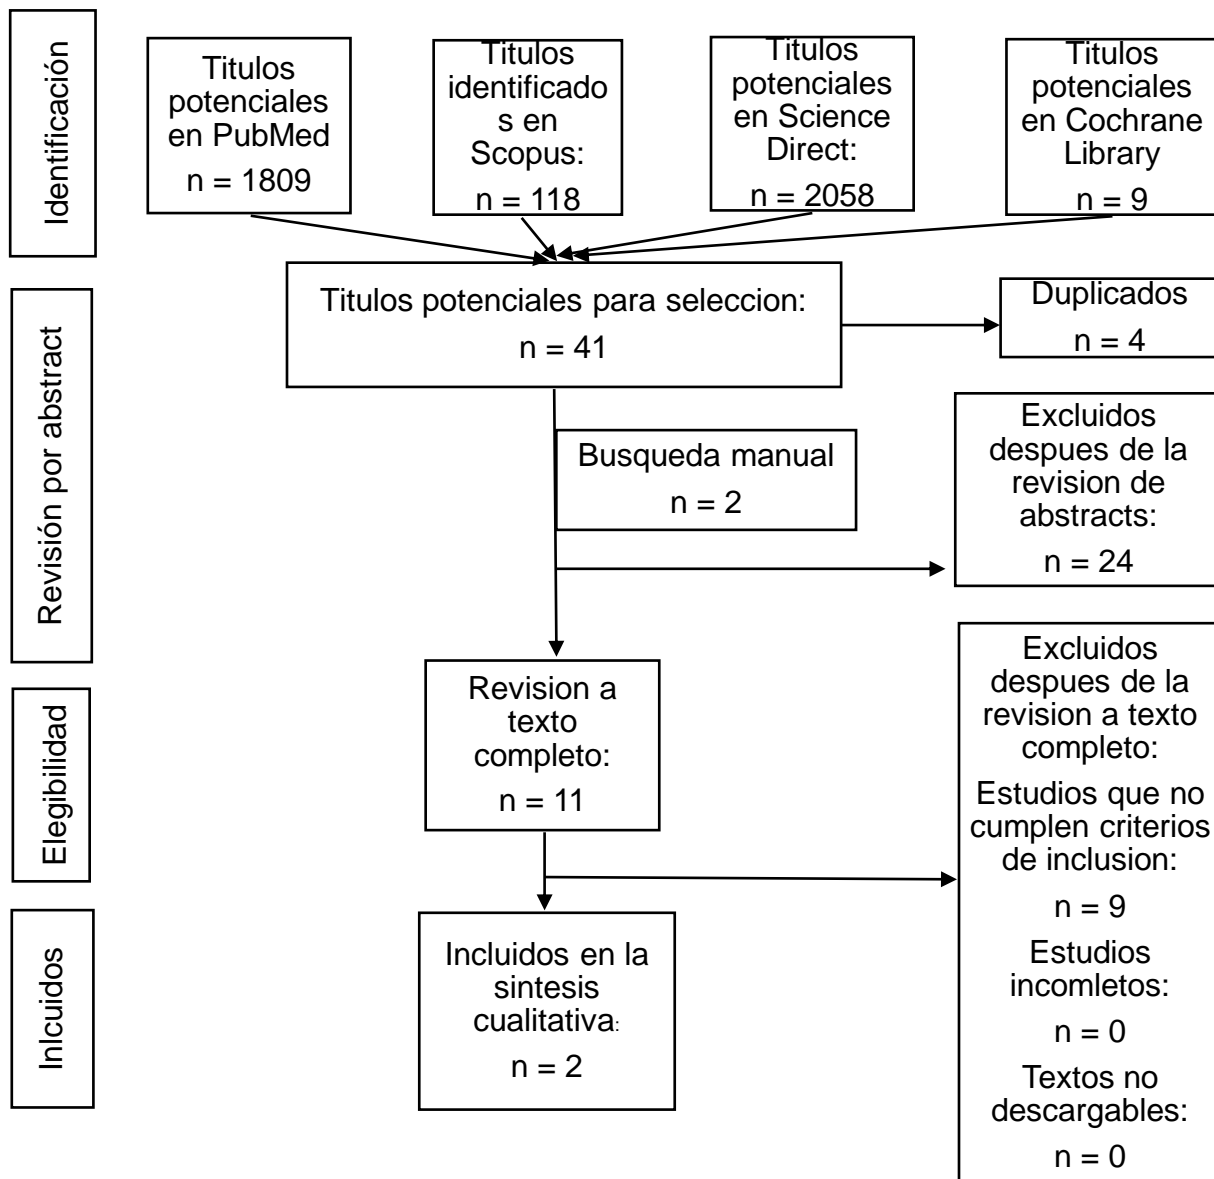 Identificación
Titulos
potenciales
en PubMed
n = 1809
Titulos
identificado
s en
Scopus:
n = 118
Titulos
potenciales
en Science
Direct:
n = 2058
Titulos
potenciales
en Cochrane
Library
n = 9
Revisión por abstract
Titulos potenciales para seleccion:
n = 41
Duplicados
n = 4
Busqueda manual
n = 2
Excluidos
despues de la
revision de
abstracts:
n = 24
Elegibilidad
Revision a
texto
completo:
n = 11
Excluidos
despues de la
revision a texto
completo:
Estudios que no
cumplen criterios
de inclusion:
n = 9
Estudios
incomletos:
n = 0
Textos no
descargables:
n = 0
Inlcuidos
Incluidos en la
sintesis
cualitativa:
n = 2